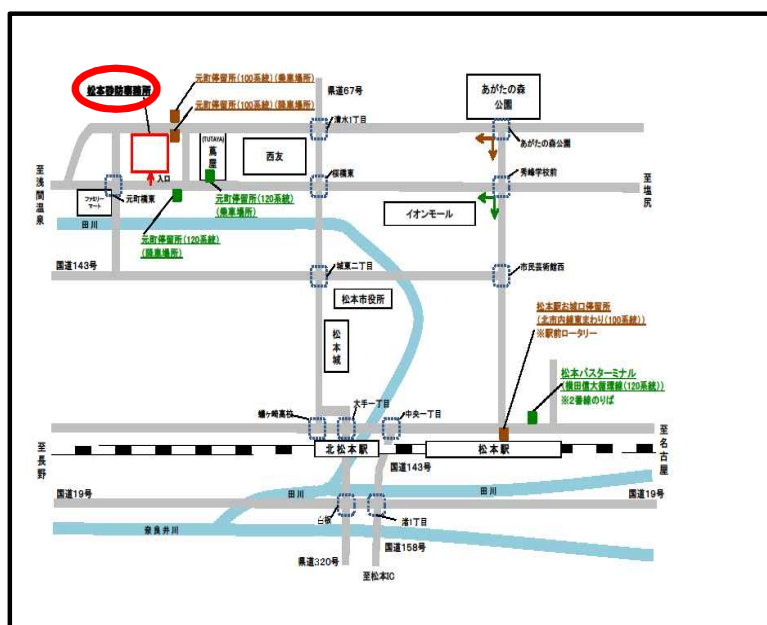 元町停留所(100系統)(乗車場所)
松本砂防事務所
元町停留所(100系統)(降車場所)
県道67号
あがたの森
公園
清水1丁目
あがたの森公園
(TUTAYA)
蔦屋
西友
入口
桜橋東
秀峰学校前
至浅間温泉
ファミリー
マート
元町橋東
元町停留所(120系統)
(乗車場所)
イオンモール
至塩尻
田川
元町停留所(120系統)
(降車場所)
国道143号
城東二丁目
市民芸術館西
松本市役所
松本城
松本駅お城口停留所
(北市内線東まわり(100系統))
※駅前ロータリー
松本バスターミナル
(横田信大循環線(120系統))
※2番線のりば
大手一丁目
蟻ヶ崎高校
中央一丁目
至長野
北松本駅
松本駅
至名古屋
国道143号
国道19号
田川
田川
国道19号
白板
渚1丁目
奈良井川
国道158号
県道320号
至松本IC